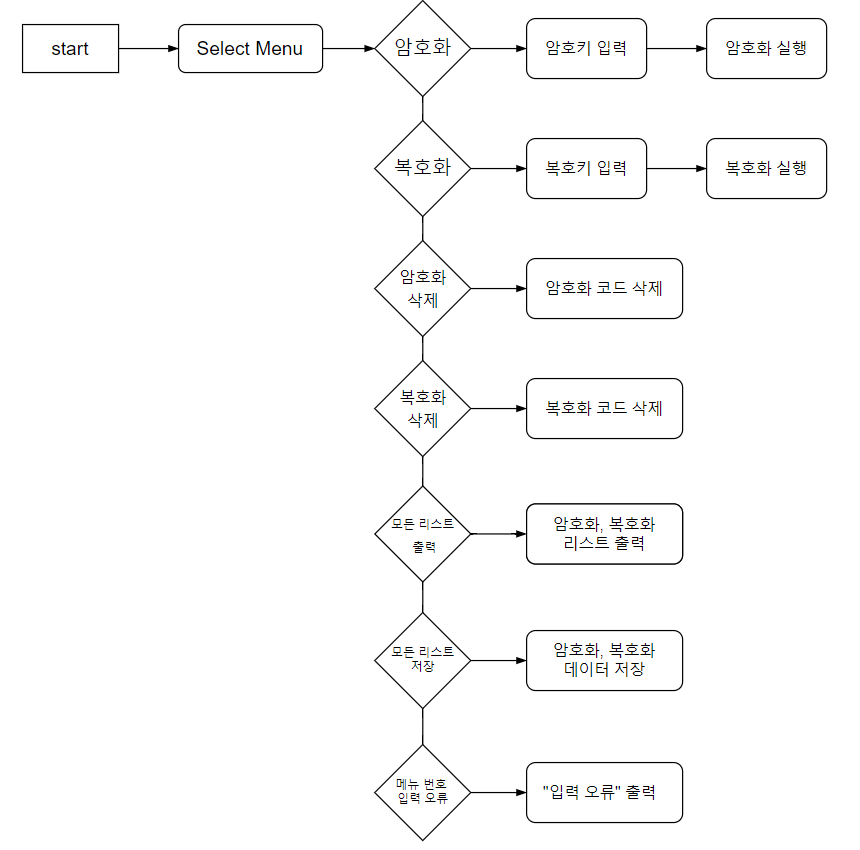 start
Select Menu
암호화
암호키 입력
암호화 실행
복호화
복호키 입력
복호화 실행
암호화
삭제
암호화 코드 삭제
복호화
삭제
복호화 코드 삭제
모든 리스트
출력
암호화, 복호화
리스트 출력
모든 리스트
저장
암호화, 복호화
데이터 저장
메뉴 번호
입력 오류
"입력 오류" 출력